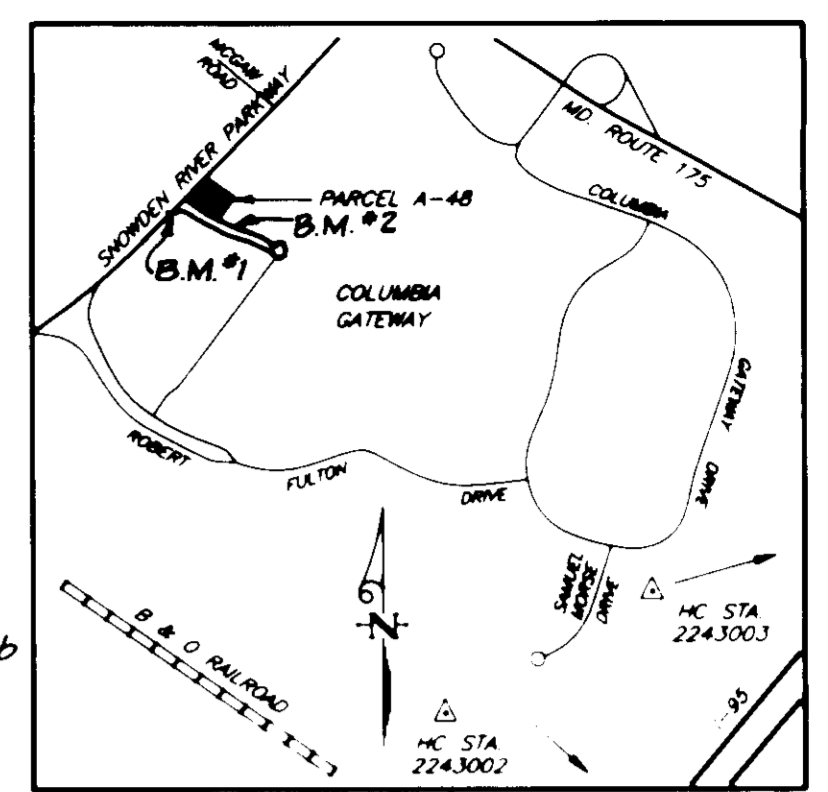 MCGAW
ROAD
SNOWDEN RIVER PARKWAY
MD. ROUTE 175
PARCEL A-4B
B.M. #2
B.M. #1
COLUMBIA
GATEWAY
COLUMBIA
GATEWAY DRIVE
ROBERT
FULTON
DRIVE
SAMUEL
MORSE
DRIVE
HC STA.
2243003
B & O RAILROAD
N
HC STA.
2243002
I-95